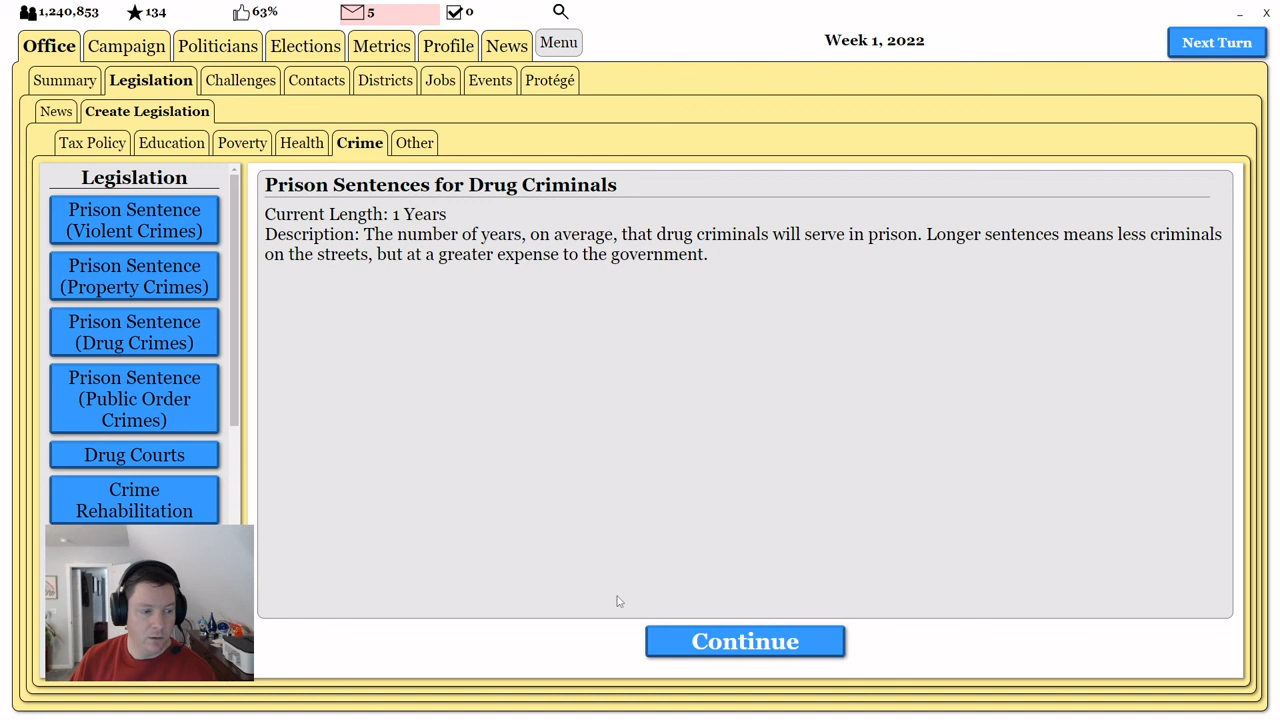 1,240,853 134 63% 5 0
_ X
Office Campaign Politicians Elections Metrics Profile News Menu
Week 1, 2022
Next Turn
Summary Legislation Challenges Contacts Districts Jobs Events Protégé
News Create Legislation
Tax Policy Education Poverty Health Crime Other
Legislation
Prison Sentence
(Violent Crimes)
Prison Sentence
(Property Crimes)
Prison Sentence
(Drug Crimes)
Prison Sentence
(Public Order
Crimes)
Drug Courts
Crime
Rehabilitation
Prison Sentences for Drug Criminals
Current Length: 1 Years
Description: The number of years, on average, that drug criminals will serve in prison. Longer sentences means less criminals
on the streets, but at a greater expense to the government.
Continue